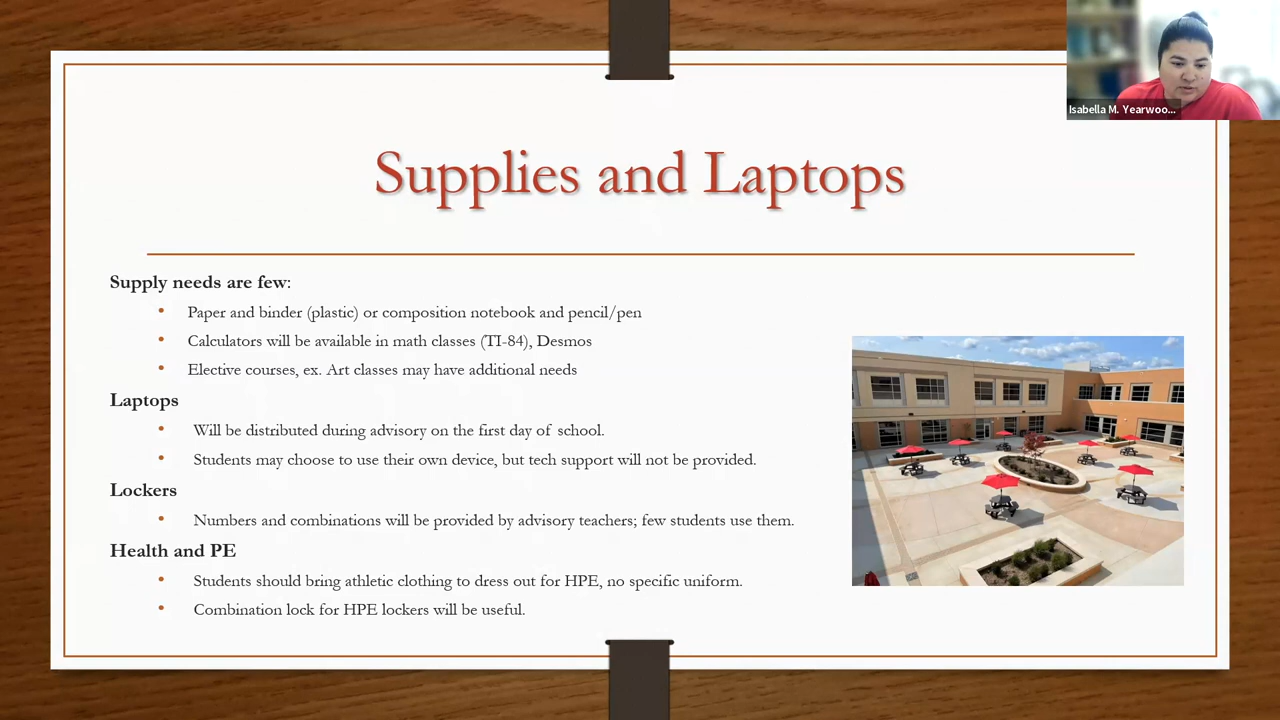 Isabella M. Yearwoo...
Supplies and Laptops
Supply needs are few:
• Paper and binder (plastic) or composition notebook and pencil/pen
• Calculators will be available in math classes (TI-84), Desmos
• Elective courses, ex. Art classes may have additional needs
Laptops
• Will be distributed during advisory on the first day of school.
• Students may choose to use their own device, but tech support will not be provided.
Lockers
• Numbers and combinations will be provided by advisory teachers; few students use them.
Health and PE
• Students should bring athletic clothing to dress out for HPE, no specific uniform.
• Combination lock for HPE lockers will be useful.